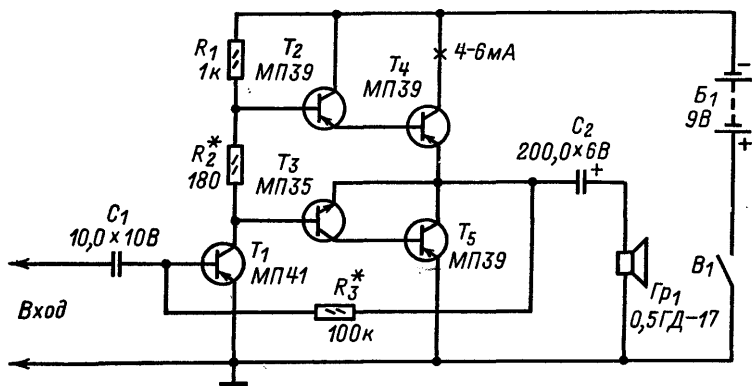 R1
1к
T2
МП39
T4
МП39
4-6мА
Б1
9В
−
+
R2*
180
T3
МП35
C2
200,0×6В
+
C1
10,0×10В
T1
МП41
T5
МП39
R3*
100к
Вход
Гр1
0,5ГД-17
В1